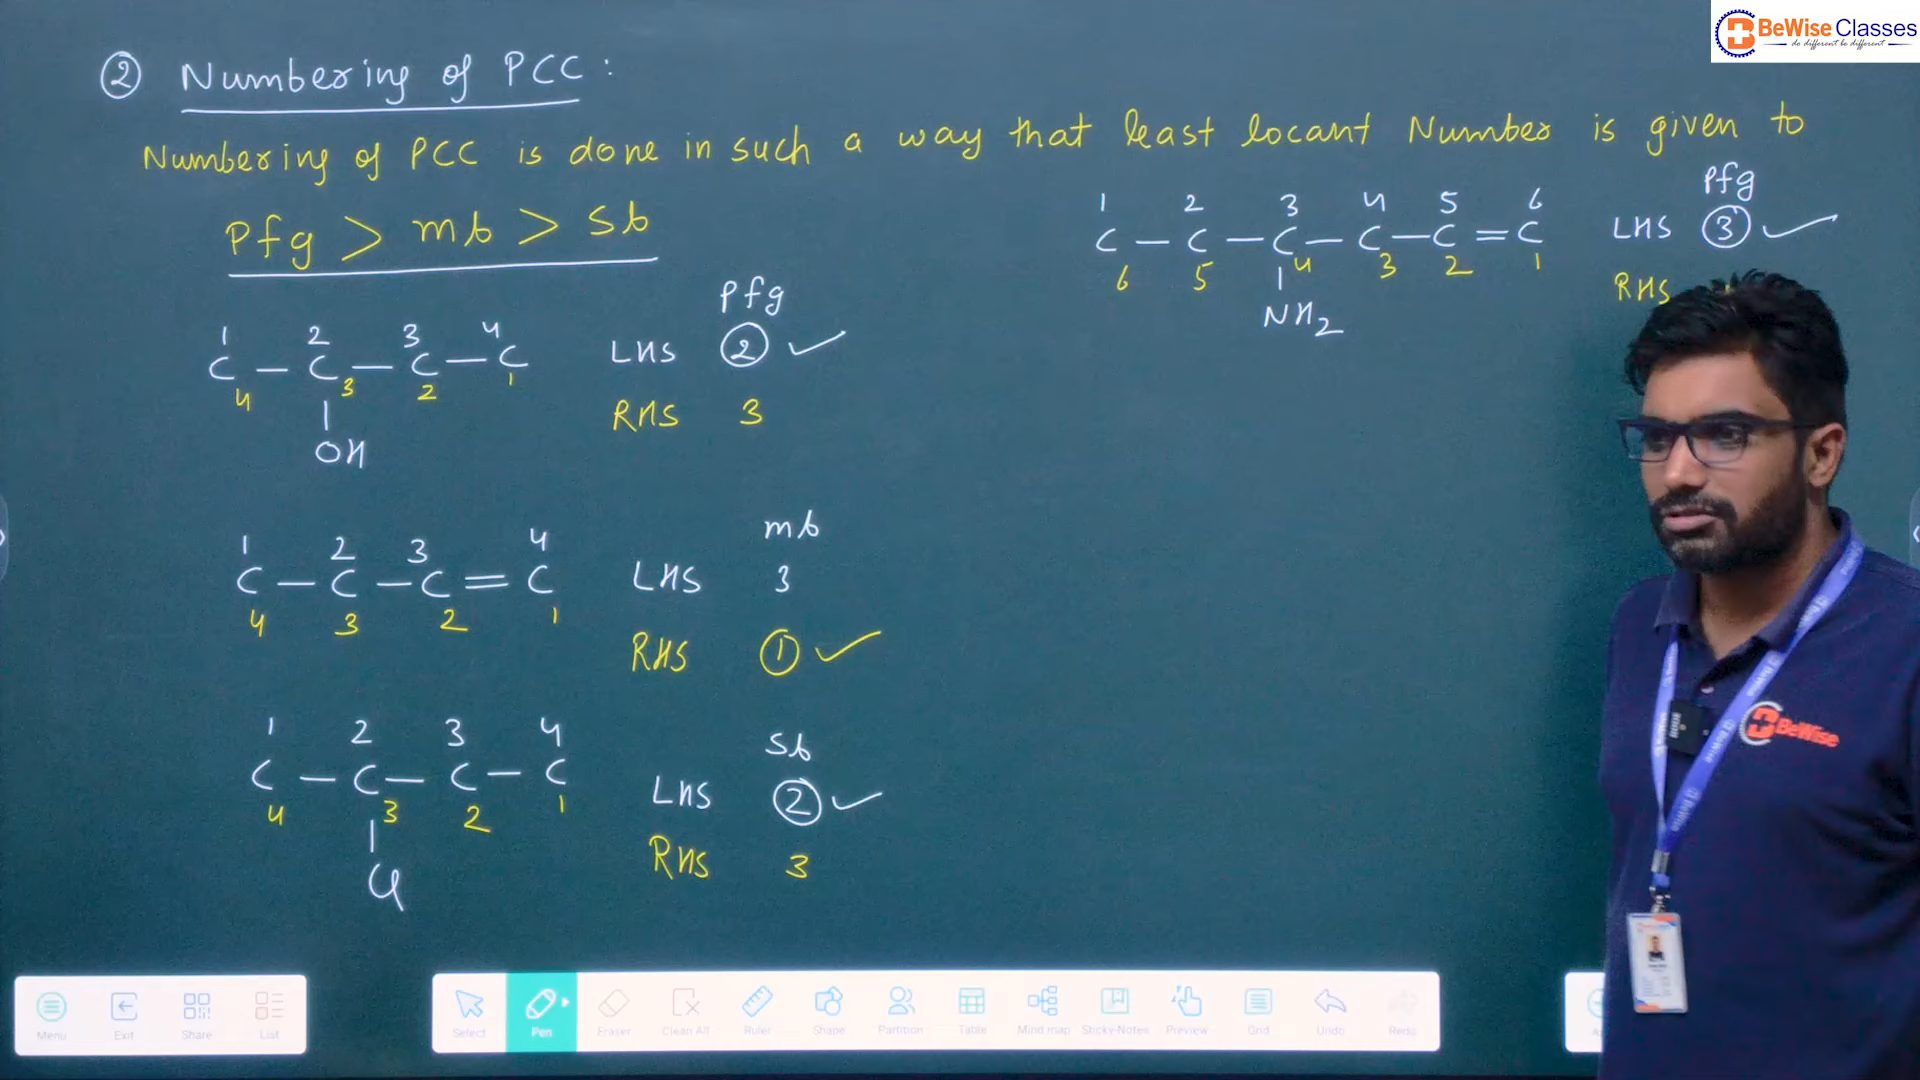 BeWise Classes
do different be different
② Numbering of PCC :
Numbering of PCC is done in such a way that least locant Number is given to
Pfg > mb > Sb
Pfg
1 2 3 4
C — C — C — C
4 3 2 1
OH
LHS ② ✓
RHS 3
mb
1 2 3 4
C — C — C = C
4 3 2 1
LHS 3
RHS ① ✓
Sb
1 2 3 4
C — C — C — C
4 3 2 1
LHS ② ✓
RHS 3
Pfg
1 2 3 4 5 6
C — C — C — C — C = C
6 5 4 3 2 1
NH2
LHS ③ ✓
RHS
BeWise
Menu Exit Share List
Select Pen Eraser Clean All Ruler Shape Partition Table Mind map Sticky-Notes Preview Grid Undo Redo